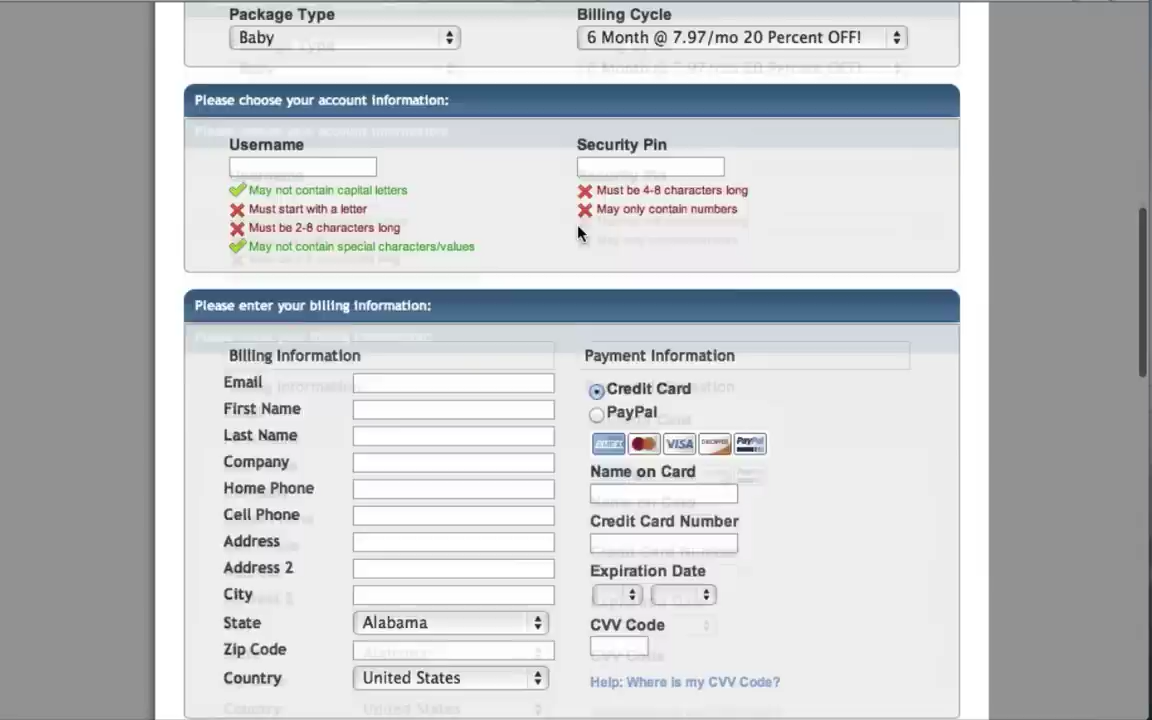 Package Type
Billing Cycle
Baby
6 Month @ 7.97/mo 20 Percent OFF!
Please choose your account information:
Username
Security Pin
May not contain capital letters
Must start with a letter
Must be 2-8 characters long
May not contain special characters/values
Must be 4-8 characters long
May only contain numbers
Please enter your billing information:
Billing Information
Email
First Name
Last Name
Company
Home Phone
Cell Phone
Address
Address 2
City
State Alabama
Zip Code
Country United States
Payment Information
Credit Card
PayPal
VISA
DISCOVER
PayPal
Name on Card
Credit Card Number
Expiration Date
CVV Code
Help: Where is my CVV Code?